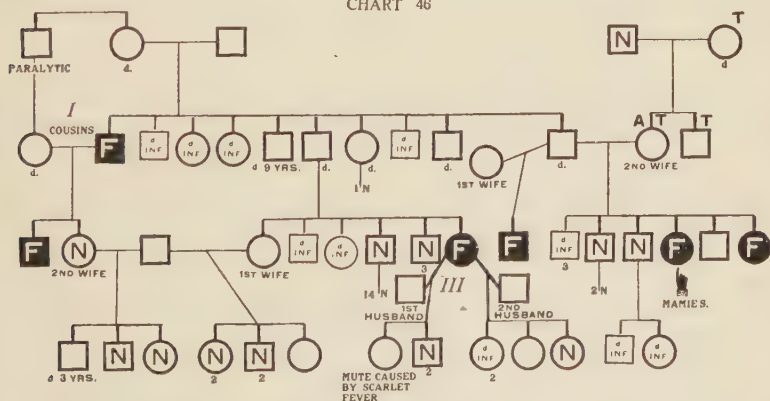 CHART 46
T
N
PARALYTIC
d.
d
I
COUSINS
A T T
F d INF d INF d INF d 9 YRS. d. d. d INF d. d.
d.
1 N
1ST WIFE
2ND WIFE
F N
2ND WIFE
1ST WIFE
d INF d INF N N F
F
d INF N N F F
3
14 N
3
III
1ST HUSBAND
2ND HUSBAND
3
2 N
MAMIES.
N N
d 3 YRS.
N N
2 2
N
2
d INF
2
N
d INF d INF
MUTE CAUSED
BY SCARLET
FEVER